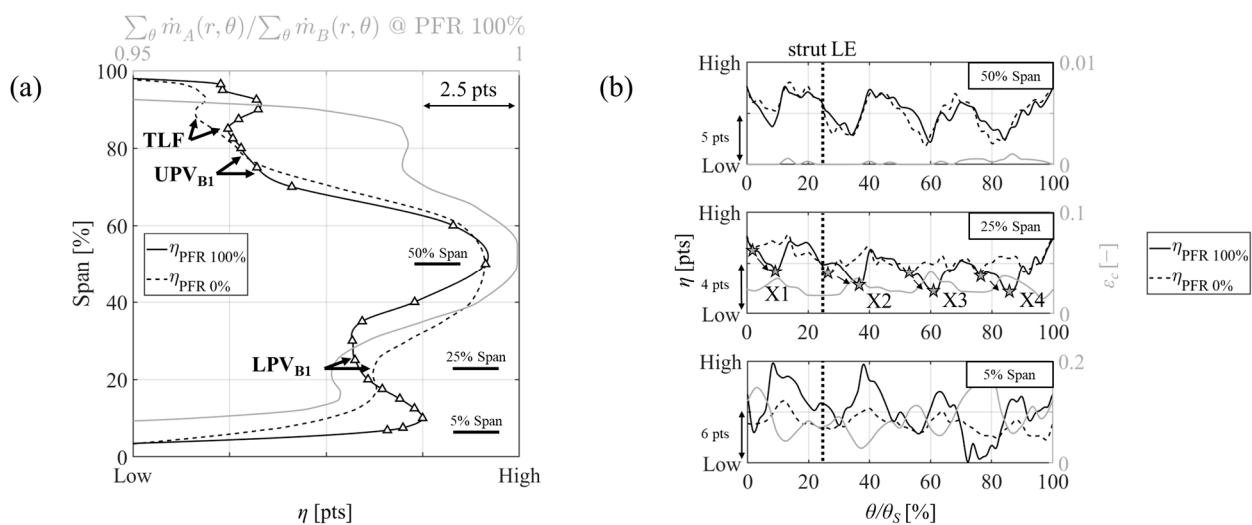 (a)
∑θ ṁA(r, θ)/∑θ ṁB(r, θ) @ PFR 100%
0.95
1
100
80
60
40
20
0
Span [%]
2.5 pts
TLF
UPVB1
ηPFR 100%
ηPFR 0%
50% Span
LPVB1
25% Span
5% Span
Low
High
η [pts]
(b)
strut LE
High
0.01
50% Span
5 pts
Low
0
0
20
40
60
80
100
High
0.1
25% Span
η [pts]
εc [−]
4 pts
X1
X2
X3
X4
Low
0
0
20
40
60
80
100
High
0.2
5% Span
6 pts
Low
0
0
20
40
60
80
100
θ/θS [%]
ηPFR 100%
ηPFR 0%